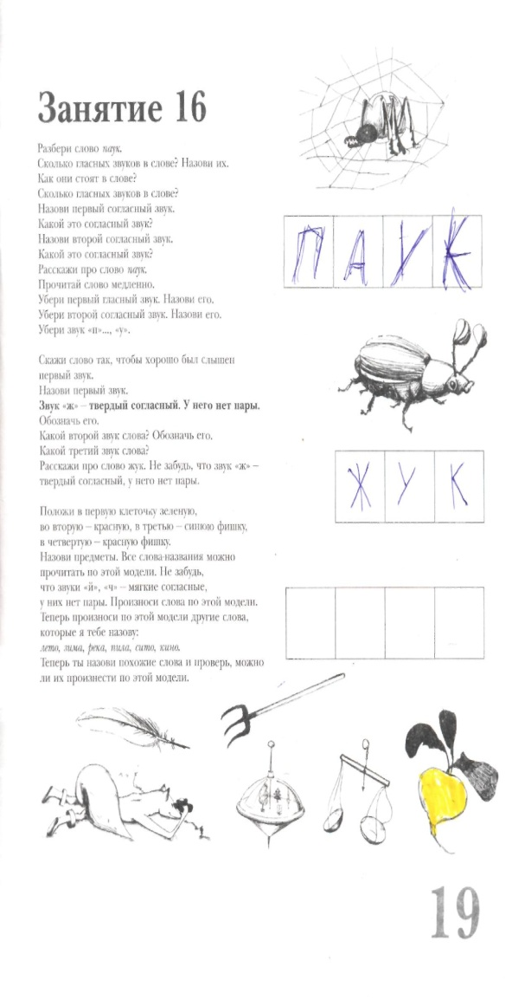 Занятие 16
Разбери слово паук.
Сколько гласных звуков в слове? Назови их.
Как они стоят в слове?
Сколько гласных звуков в слове?
Назови первый согласный звук.
Какой это согласный звук?
Назови второй согласный звук.
Какой это согласный звук?
Расскажи про слово паук.
Прочитай слово медленно.
Убери первый гласный звук. Назови его.
Убери второй согласный звук. Назови его.
Убери звук «п»..., «у».
ПАУК
Скажи слово так, чтобы хорошо был слышен
первый звук.
Назови первый звук.
Звук «ж» – твердый согласный. У него нет пары.
Обозначь его.
Какой второй звук слова? Обозначь его.
Какой третий звук слова?
Расскажи про слово жук. Не забудь, что звук «ж» –
твердый согласный, у него нет пары.
ЖУК
Положи в первую клеточку зеленую,
во вторую – красную, в третью – синюю фишку,
в четвертую – красную фишку.
Назови предметы. Все слова-названия можно
прочитать по этой модели. Не забудь,
что звуки «й», «ч» – мягкие согласные,
у них нет пары. Произноси слова по этой модели.
Теперь произноси по этой модели другие слова,
которые я тебе назову:
лето, зима, река, пила, сито, кино.
Теперь ты назови похожие слова и проверь, можно
ли их произнести по этой модели.
19